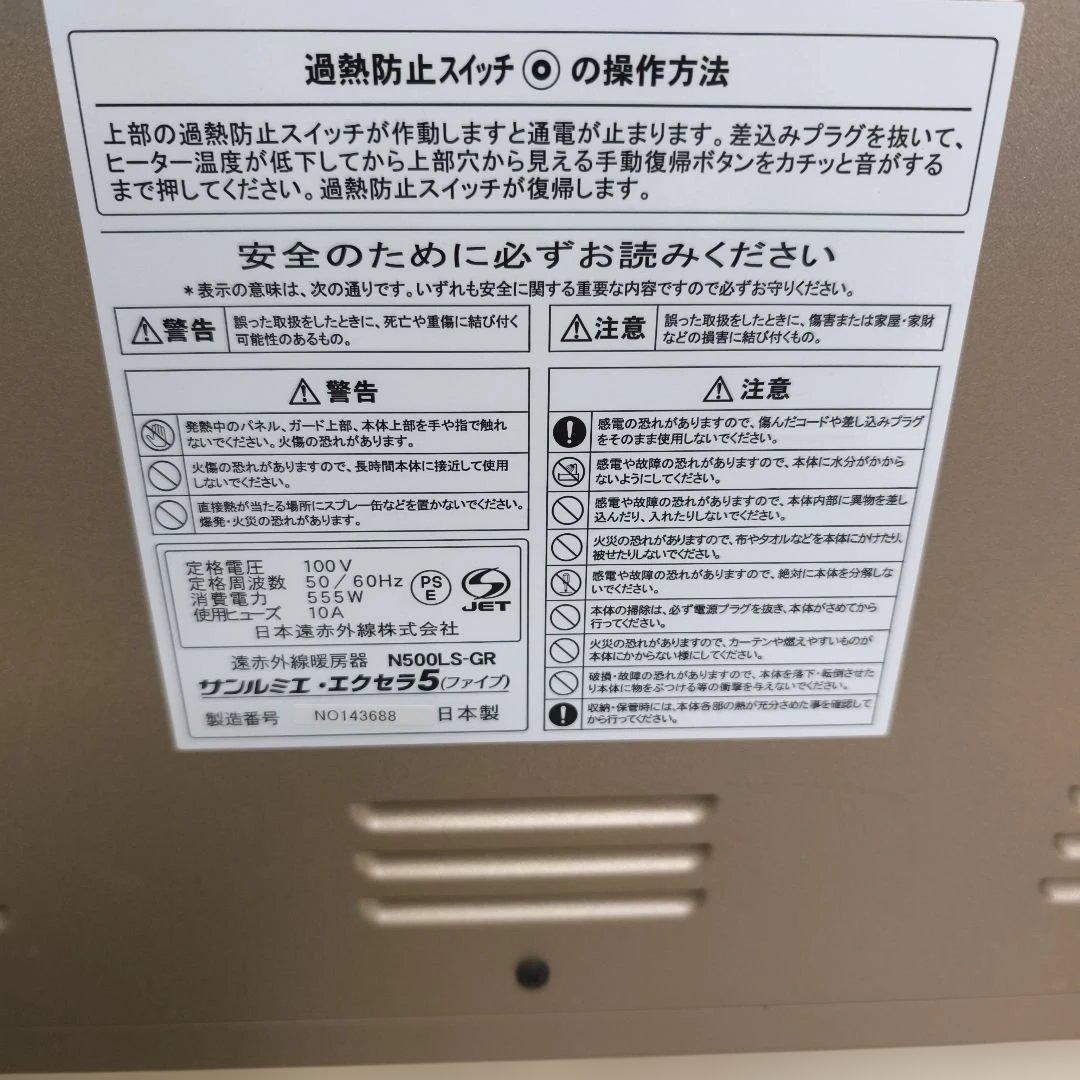 過熱防止スイッチ◉の操作方法
上部の過熱防止スイッチが作動しますと通電が止まります。差込みプラグを抜いて、
ヒーター温度が低下してから上部穴から見える手動復帰ボタンをカチッと音がする
まで押してください。過熱防止スイッチが復帰します。
安全のために必ずお読みください
*表示の意味は、次の通りです。いずれも安全に関する重要な内容ですので必ずお守りください。
⚠警告
誤った取扱をしたときに、死亡や重傷に結び付く
可能性のあるもの。
⚠注意
誤った取扱をしたときに、傷害または家屋・家財
などの損害に結び付くもの。
⚠警告
発熱中のパネル、ガード上部、本体上部を手や指で触れ
ないでください。火傷の恐れがあります。
火傷の恐れがありますので、長時間本体に接近して使用
しないでください。
直接熱が当たる場所にスプレー缶などを置かないでください。
爆発・火災の恐れがあります。
定格電圧 100V
定格周波数 50/60Hz
消費電力 555W
使用ヒューズ 10A
PS
E
JET
日本遠赤外線株式会社
遠赤外線暖房器 N500LS-GR
サンルミエ・エクセラ5(ファイブ)
製造番号 NO143688 日本製
⚠注意
感電の恐れがありますので、傷んだコードや差し込みプラグ
をそのまま使用しないでください。
感電や故障の恐れがありますので、本体に水分がかから
ないようにしてください。
感電や故障の恐れがありますので、本体内部に異物を差し
込んだり、入れたりしないでください。
火災の恐れがありますので、布やタオルなどを本体にかけたり、
被せたりしないでください。
感電や故障の恐れがありますので、絶対に本体を分解しな
いでください。
本体の掃除は、必ず電源プラグを抜き、本体がさめてから
行ってください。
火災の恐れがありますので、カーテンや燃えやすいものが
本体にかからない様にしてください。
破損・故障の恐れがありますので、本体を落下・転倒させた
り本体に物をぶつける等の衝撃を与えないでください。
収納・保管時には、本体各部の熱が充分さめた事を確認して
から行ってください。